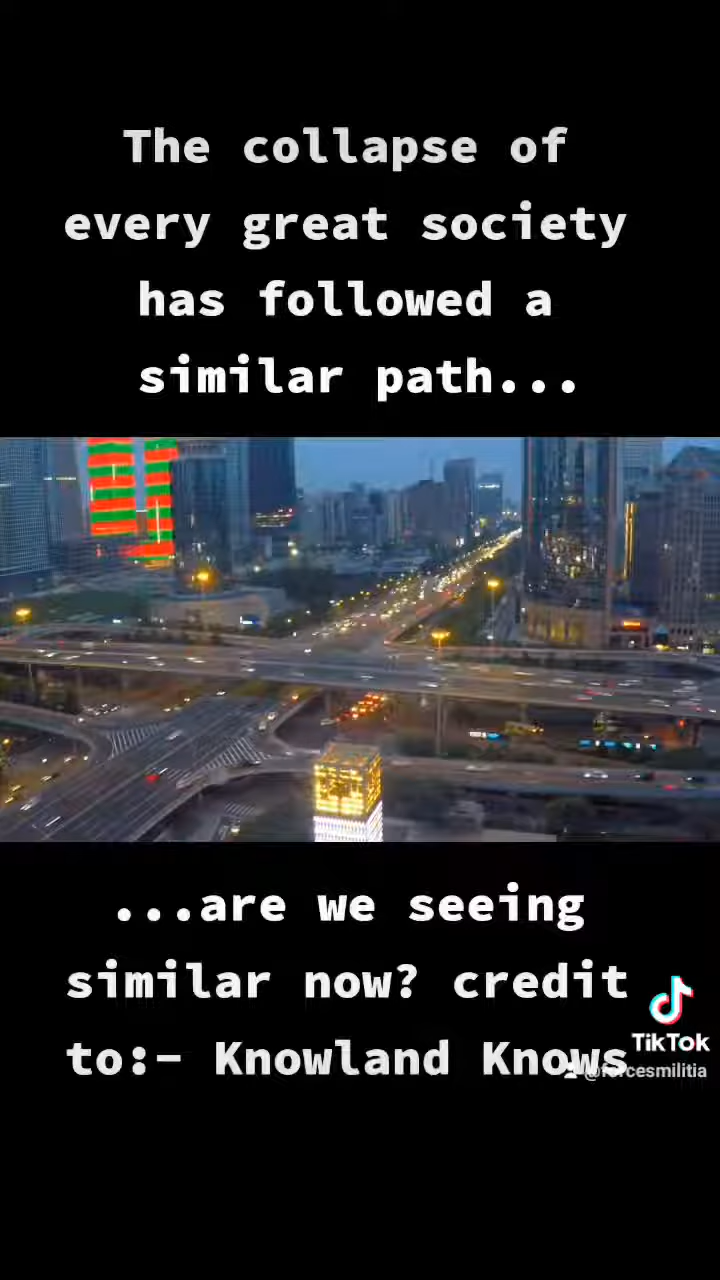 The collapse of
every great society
has followed a
similar path...
...are we seeing
similar now? credit
to:- Knowland Knows
TikTok
@forcesmilitia